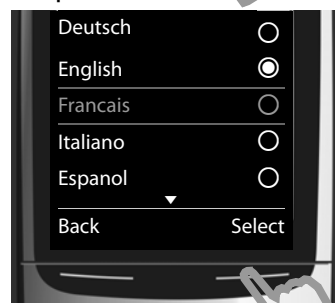 Deutsch
English
Francais
Italiano
Espanol
Back Select